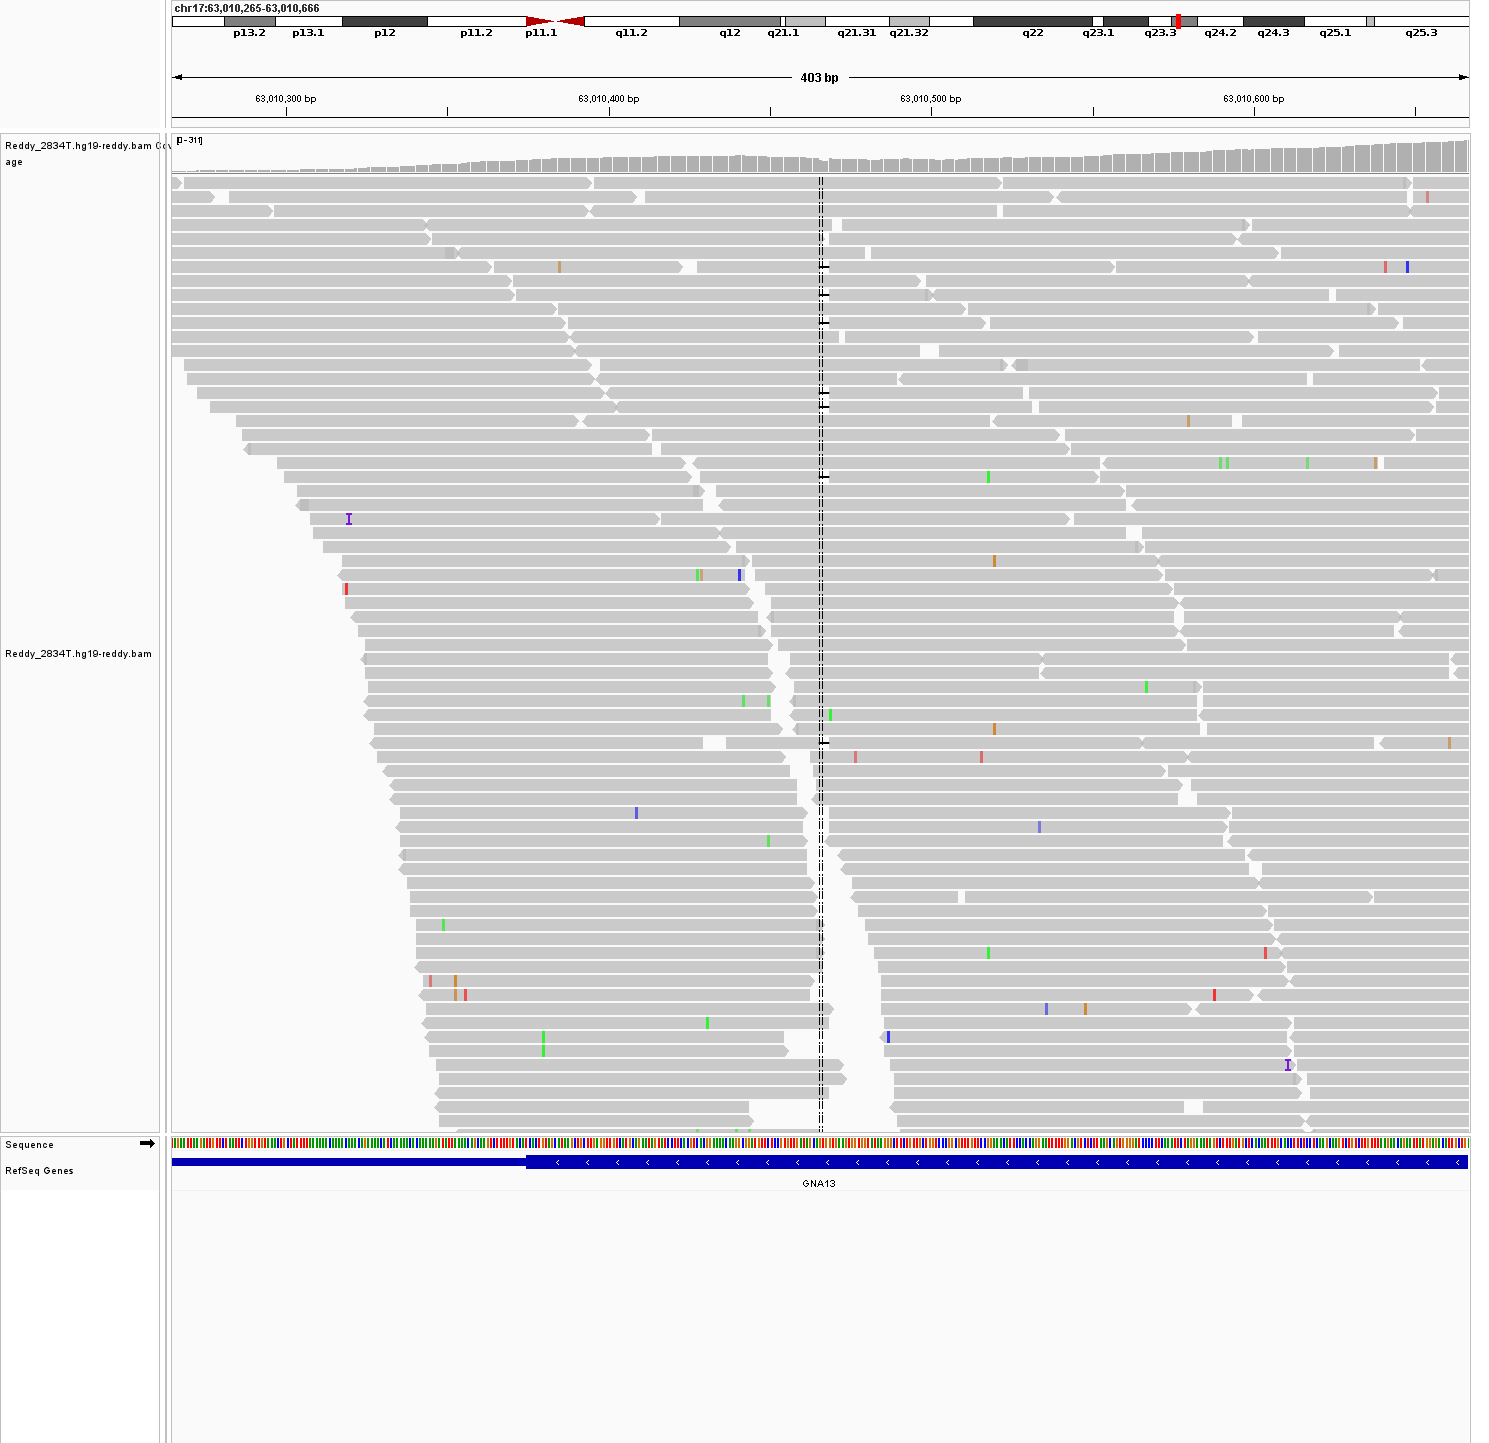 chr17:63,010,265-63,010,666
p13.2 p13.1 p12 p11.2 p11.1 q11.2 q12 q21.1 q21.31 q21.32 q22 q23.1 q23.3 q24.2 q24.3 q25.1 q25.3
403 bp
63,010,300 bp 63,010,400 bp 63,010,500 bp 63,010,600 bp
[0-311]
Reddy_2834T.hg19-reddy.bam Cov
age
Reddy_2834T.hg19-reddy.bam
Sequence
RefSeq Genes
GNA13